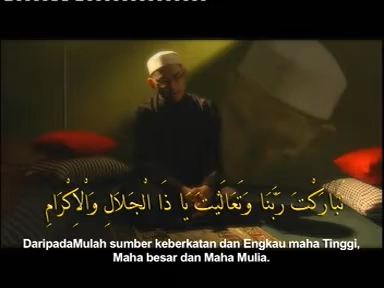 تَبَارَكْتَ رَبَّنَا وَتَعَالَيْتَ يَا ذَا الْجَلَالِ وَالْإِكْرَامِ
DaripadaMulah sumber keberkatan dan Engkau maha Tinggi,
Maha besar dan Maha Mulia.